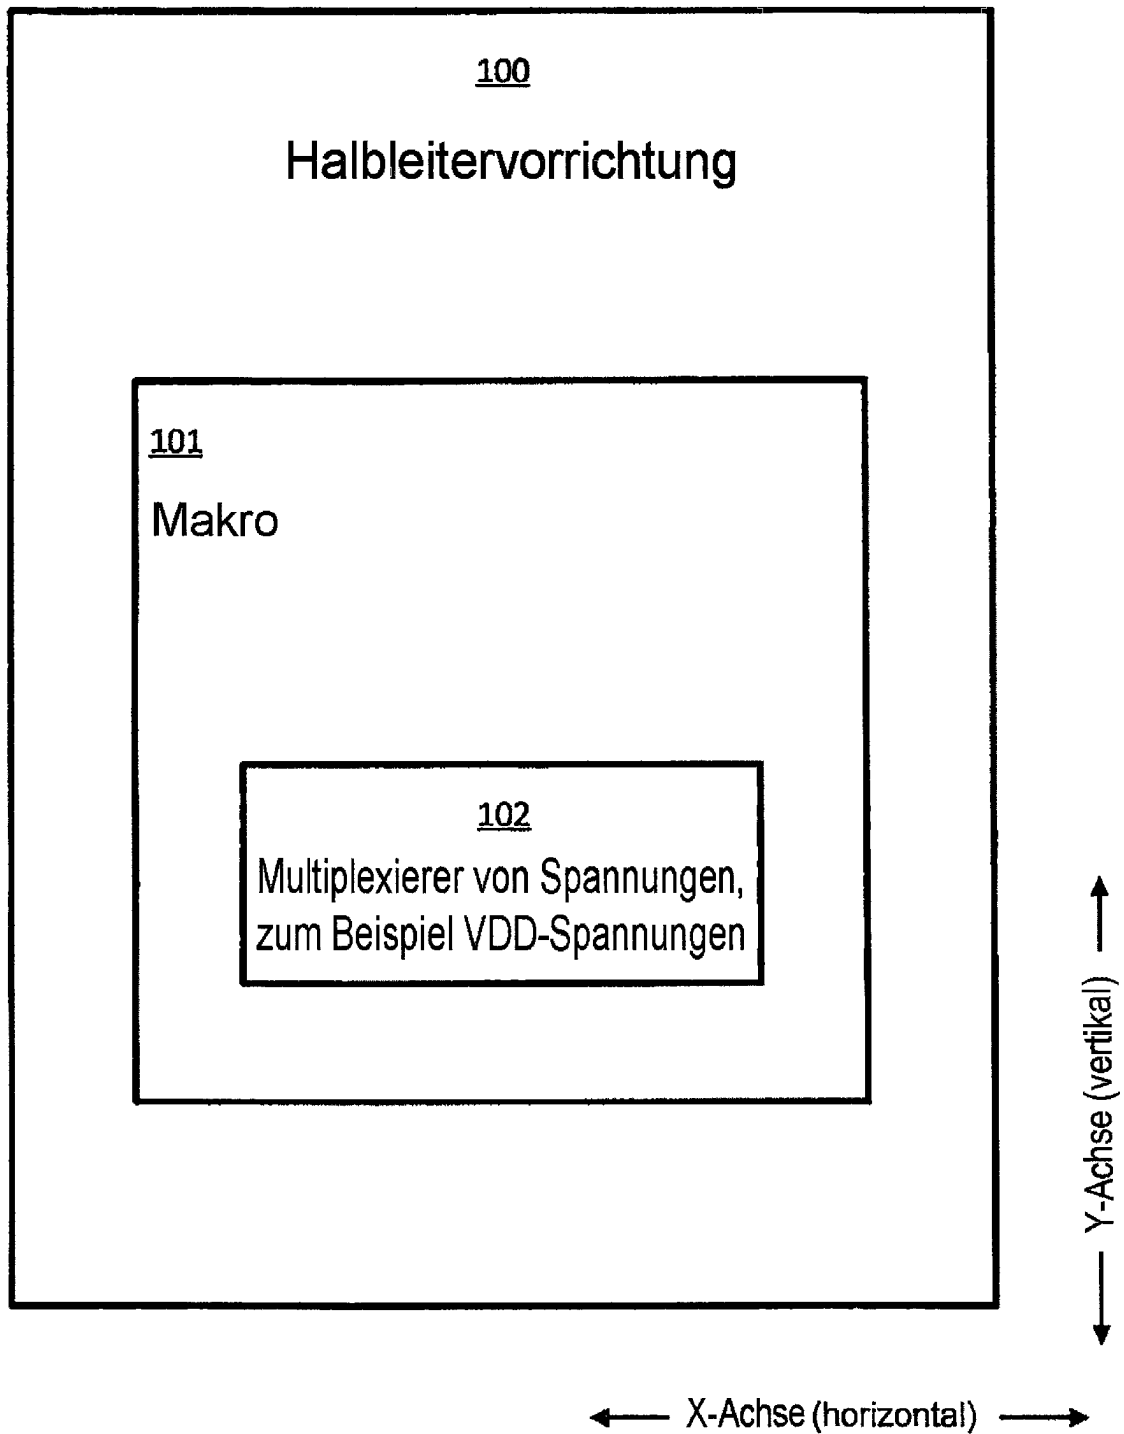 100
Halbleitervorrichtung
101
Makro
102
Multiplexierer von Spannungen,
zum Beispiel VDD-Spannungen
Y-Achse (vertikal)
X-Achse (horizontal)